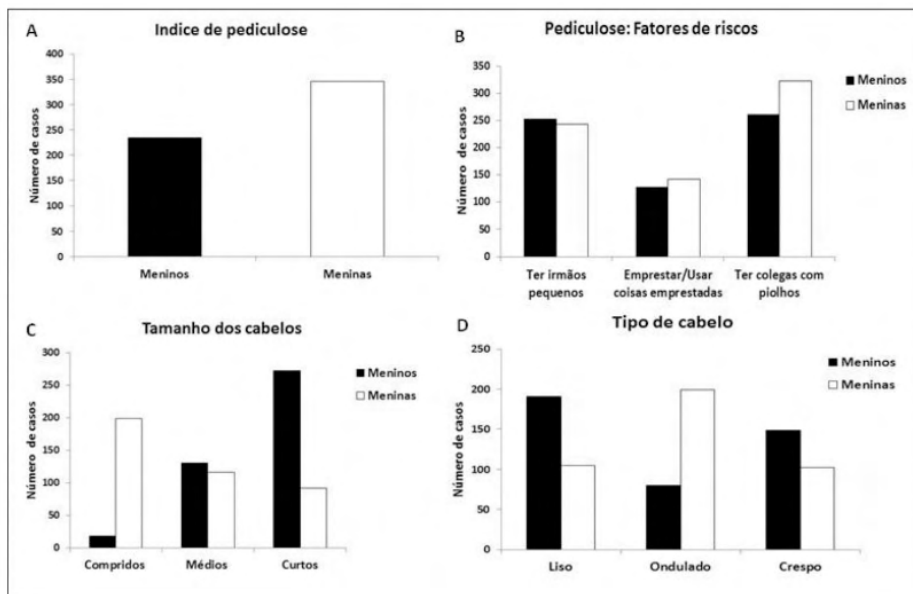 A
Indice de pediculose
Número de casos
400
350
300
250
200
150
100
50
0
Meninos
Meninas
B
Pediculose: Fatores de riscos
Número de casos
350
300
250
200
150
100
50
0
Meninos
Meninas
Ter irmãos
pequenos
Emprestar/Usar
coisas emprestadas
Ter colegas com
piolhos
C
Tamanho dos cabelos
Número de casos
300
250
200
150
100
50
0
Meninos
Meninas
Compridos
Médios
Curtos
D
Tipo de cabelo
Número de casos
250
200
150
100
50
0
Meninos
Meninas
Liso
Ondulado
Crespo